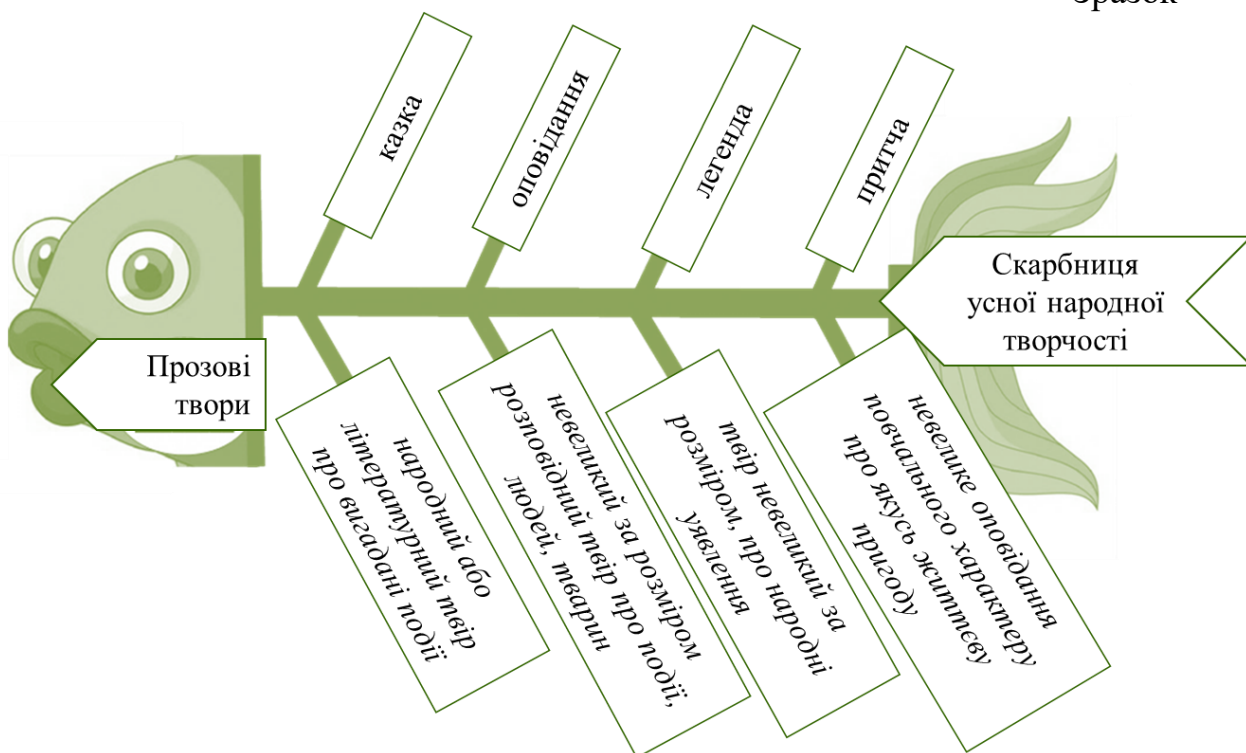 Зразок
казка
оповідання
легенда
притча
Прозові
твори
Скарбниця
усної народної
творчості
народний або
літературний твір
про вигадані події
невеликий за розміром
розповідний твір про події,
людей, тварин
твір невеликий за
розміром, про народні
уявлення
невелике оповідання
повчального характеру
про якусь життєву
пригоду